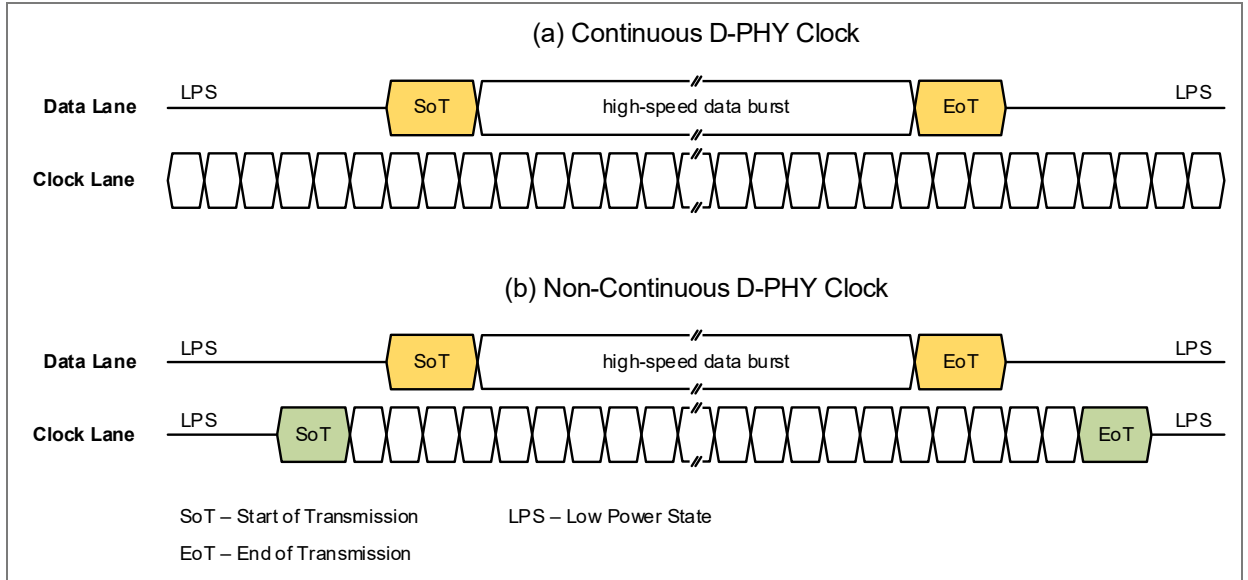 (a) Continuous D-PHY Clock
LPS LPS
Data Lane SoT high-speed data burst EoT
Clock Lane
(b) Non-Continuous D-PHY Clock
LPS LPS
Data Lane SoT high-speed data burst EoT
LPS LPS
Clock Lane SoT EoT
SoT – Start of Transmission LPS – Low Power State
EoT – End of Transmission